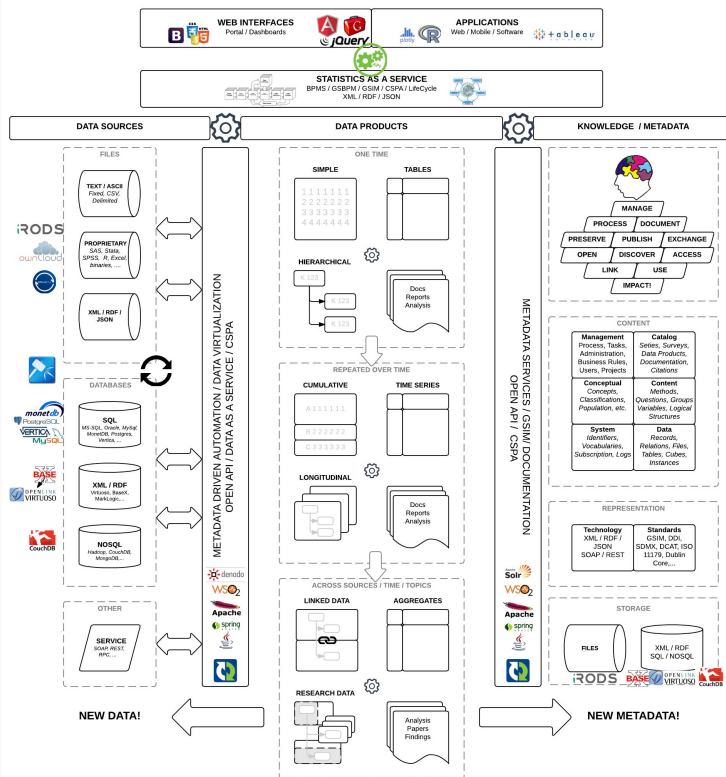 WEB INTERFACES
Portal / Dashboards
B
3
5
A
jQuery
APPLICATIONS
Web / Mobile / Software
plotly
R
+ a b l e a u
STATISTICS AS A SERVICE
BPMS / GSBPM / GSIM / CSPA / LifeCycle
XML / RDF / JSON
DATA SOURCES
DATA PRODUCTS
KNOWLEDGE / METADATA
FILES
TEXT / ASCII
Fixed, CSV,
Delimited
iRODS
ownCloud
PROPRIETARY
SAS, Stata,
SPSS, R, Excel,
binaries, ....
XML / RDF /
JSON
DATABASES
SQL
MS-SQL, Oracle, MySql,
MonetDB, Postgres,
Vertica, ...
monetdb
PostgreSQL
VERTICA
MySQL
XML / RDF
Virtuoso, BaseX,
MarkLogic,...
BASE
OPENLINK
VIRTUOSO
NOSQL
Hadoop, CouchDB,
MongoDB,...
CouchDB
OTHER
SERVICE
SOAP, REST,
RPC, ...
NEW DATA!
METADATA DRIVEN AUTOMATION / DATA VIRTUALIZATION
OPEN API / DATA AS A SERVICE / CSPA
denodo
WSO2
Apache
spring
Java
ONE TIME
SIMPLE
TABLES
1 1 1 1 1 1 1
2 2 2 2 2 2 2
3 3 3 3 3 3 3
4 4 4 4 4 4 4
HIERARCHICAL
K 123
K 123
K 123
Docs
Reports
Analysis
REPEATED OVER TIME
CUMULATIVE
TIME SERIES
A 1 1 1 1 1 1
B 2 2 2 2 2 2
C 3 3 3 3 3 3
LONGITUDINAL
Docs
Reports
Analysis
ACROSS SOURCES / TIME / TOPICS
LINKED DATA
AGGREGATES
RESEARCH DATA
Analysis
Papers
Findings
METADATA SERVICES / GSIM/ DOCUMENTATION
OPEN API / CSPA
Solr
WSO2
Apache
spring
Java
MANAGE
PROCESS DOCUMENT
PRESERVE PUBLISH EXCHANGE
OPEN DISCOVER ACCESS
LINK USE
IMPACT!
CONTENT
Management
Process, Tasks,
Administration,
Business Rules,
Users, Projects
Catalog
Seties, Surveys,
Data Products,
Documentation,
Citations
Conceptual
Concepts,
Classifications,
Population, etc.
Content
Methods,
Questions, Groups
Variables, Logical
Structures
System
Identifiers,
Vocabularies,
Subscription, Logs
Data
Records,
Relations, Files,
Tables, Cubes,
Instances
REPRESENTATION
Technology
XML / RDF /
JSON
SOAP / REST
Standards
GSIM, DDI,
SDMX, DCAT, ISO
11179, Dublin
Core,...
STORAGE
FILES
XML / RDF
SQL / NOSQL
iRODS
BASE
OPENLINK
VIRTUOSO
CouchDB
NEW METADATA!